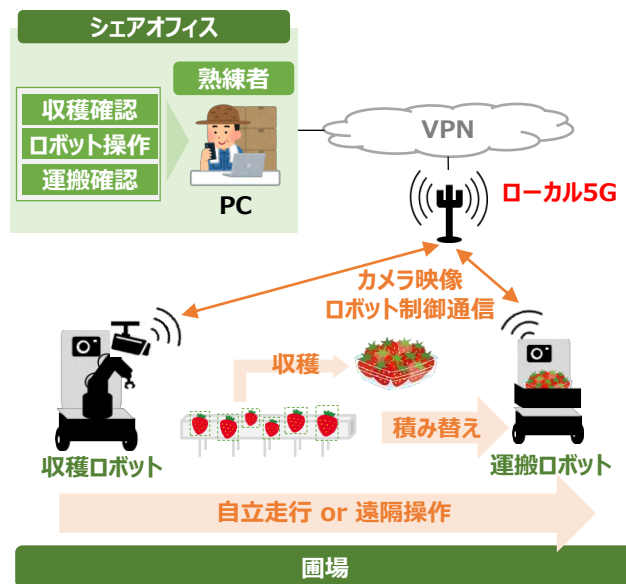 シェアオフィス
熟練者
収穫確認
ロボット操作
運搬確認
PC
VPN
ローカル5G
カメラ映像
ロボット制御通信
収穫
積み替え
収穫ロボット
運搬ロボット
自立走行 or 遠隔操作
圃場